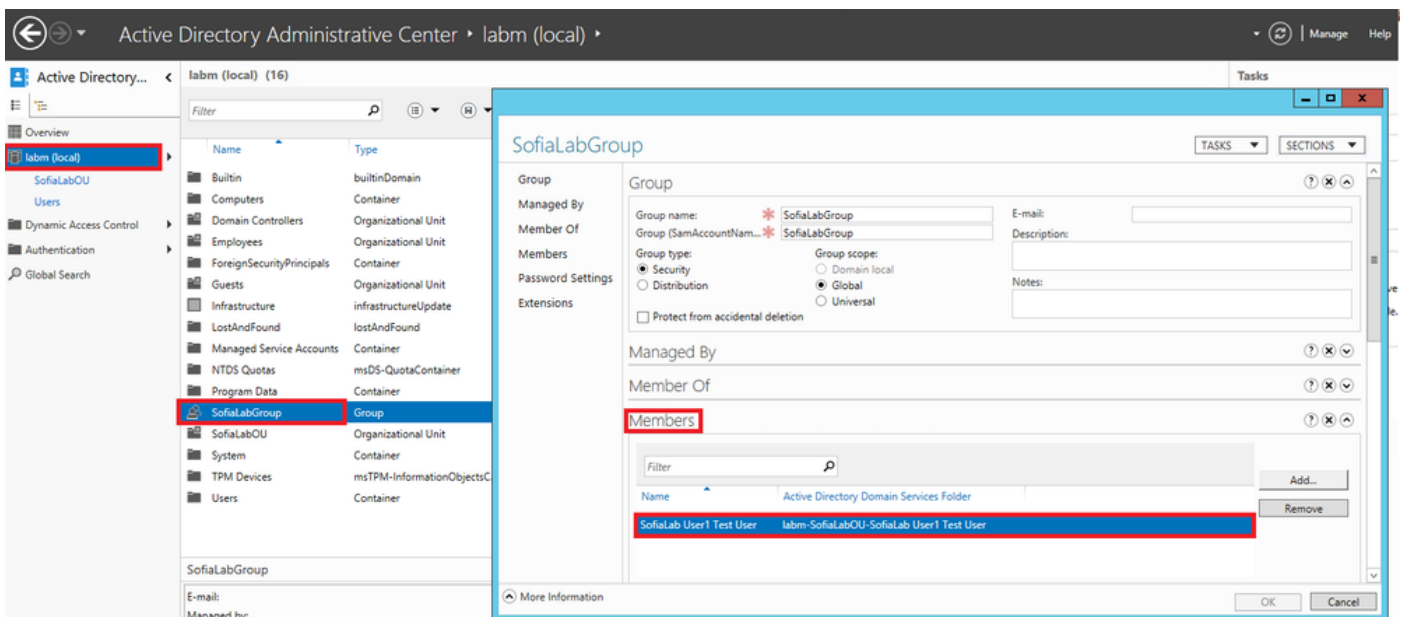 Active Directory Administrative Center • labm (local) •
Manage Help
Active Directory...
Overview
labm (local)
SofiaLabOU
Users
Dynamic Access Control
Authentication
Global Search
labm (local) (16)
Filter
Name Type
Builtin builtinDomain
Computers Container
Domain Controllers Organizational Unit
Employees Organizational Unit
ForeignSecurityPrincipals Container
Guests Organizational Unit
Infrastructure infrastructureUpdate
LostAndFound lostAndFound
Managed Service Accounts Container
NTDS Quotas msDS-QuotaContainer
Program Data Container
SofiaLabGroup Group
SofiaLabOU Organizational Unit
System Container
TPM Devices msTPM-InformationObjectsC
Users Container
SofiaLabGroup
E-mail:
Managed by:
Tasks
SofiaLabGroup
TASKS SECTIONS
Group
Managed By
Member Of
Members
Password Settings
Extensions
Group
Group name: SofiaLabGroup
Group (SamAccountNam... SofiaLabGroup
Group type: Group scope:
Security Domain local
Distribution Global
Universal
Protect from accidental deletion
E-mail:
Description:
Notes:
Managed By
Member Of
Members
Filter
Name Active Directory Domain Services Folder
SofiaLab User1 Test User labm-SofiaLabOU-SofiaLab User1 Test User
Add...
Remove
More Information
OK Cancel